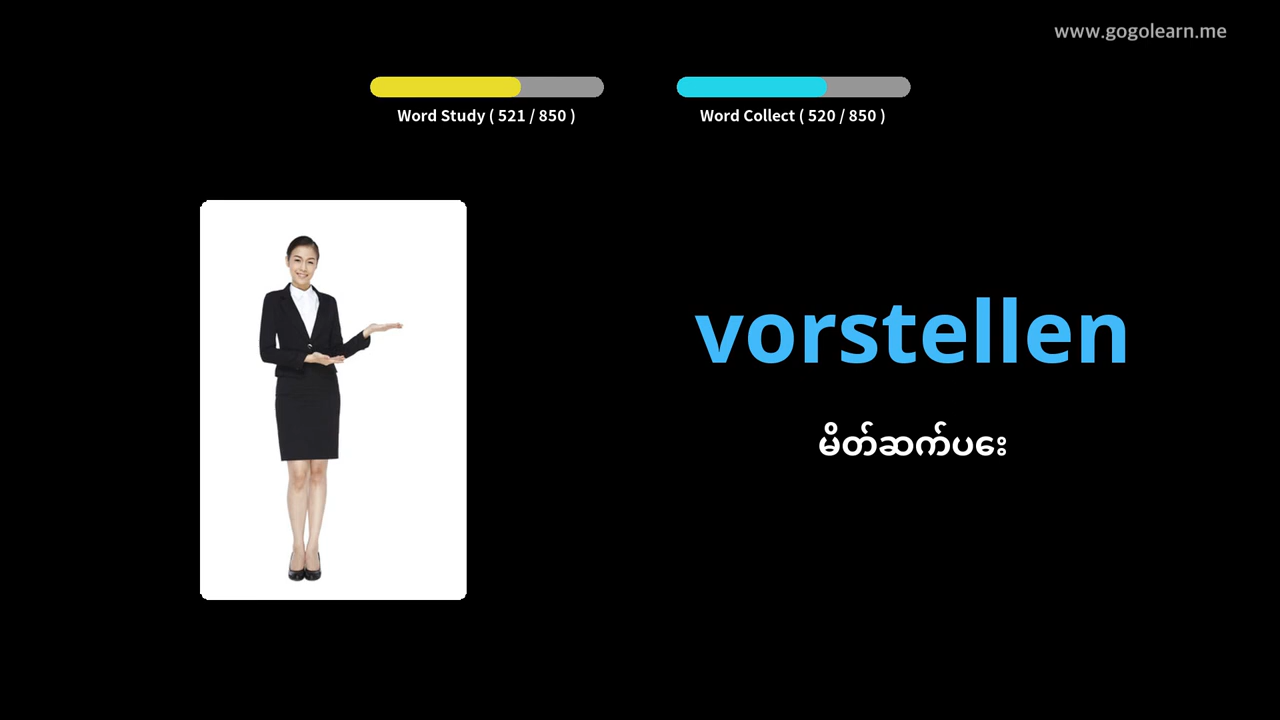 www.gogolearn.me
Word Study ( 521 / 850 )
Word Collect ( 520 / 850 )
vorstellen
မိတ်ဆက်ပေး